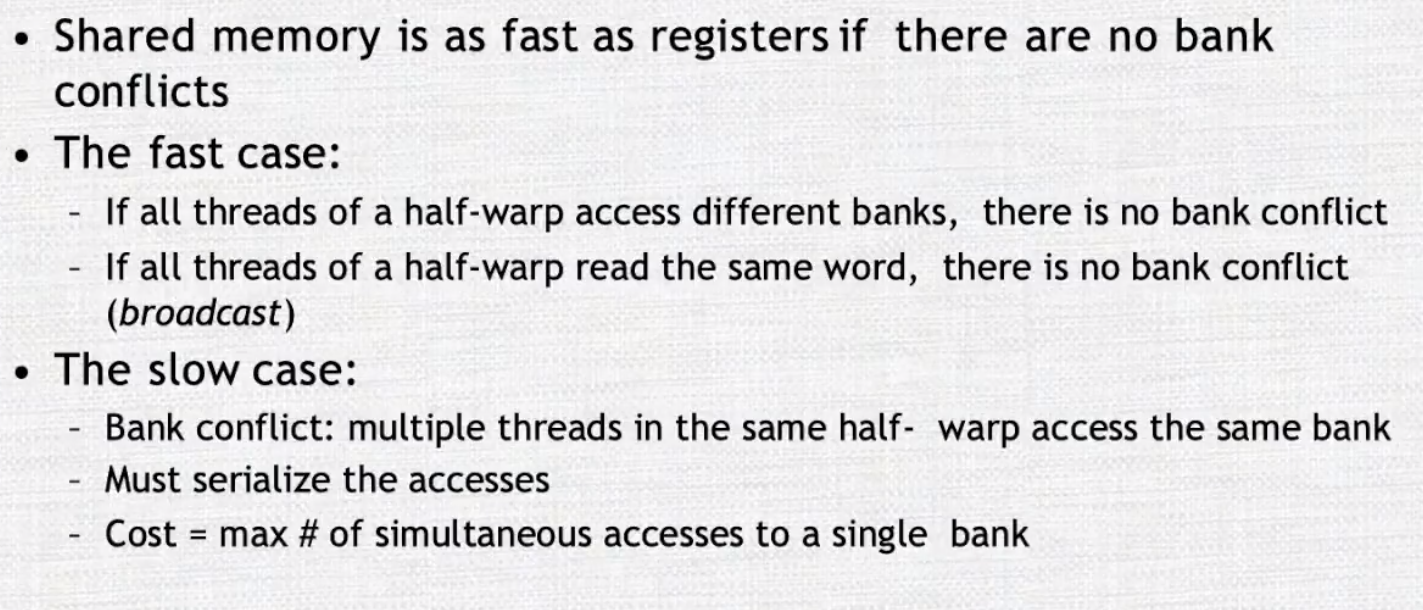 • Shared memory is as fast as registers if there are no bank
conflicts
• The fast case:
- If all threads of a half-warp access different banks, there is no bank conflict
- If all threads of a half-warp read the same word, there is no bank conflict
(broadcast)
• The slow case:
- Bank conflict: multiple threads in the same half- warp access the same bank
- Must serialize the accesses
- Cost = max # of simultaneous accesses to a single bank